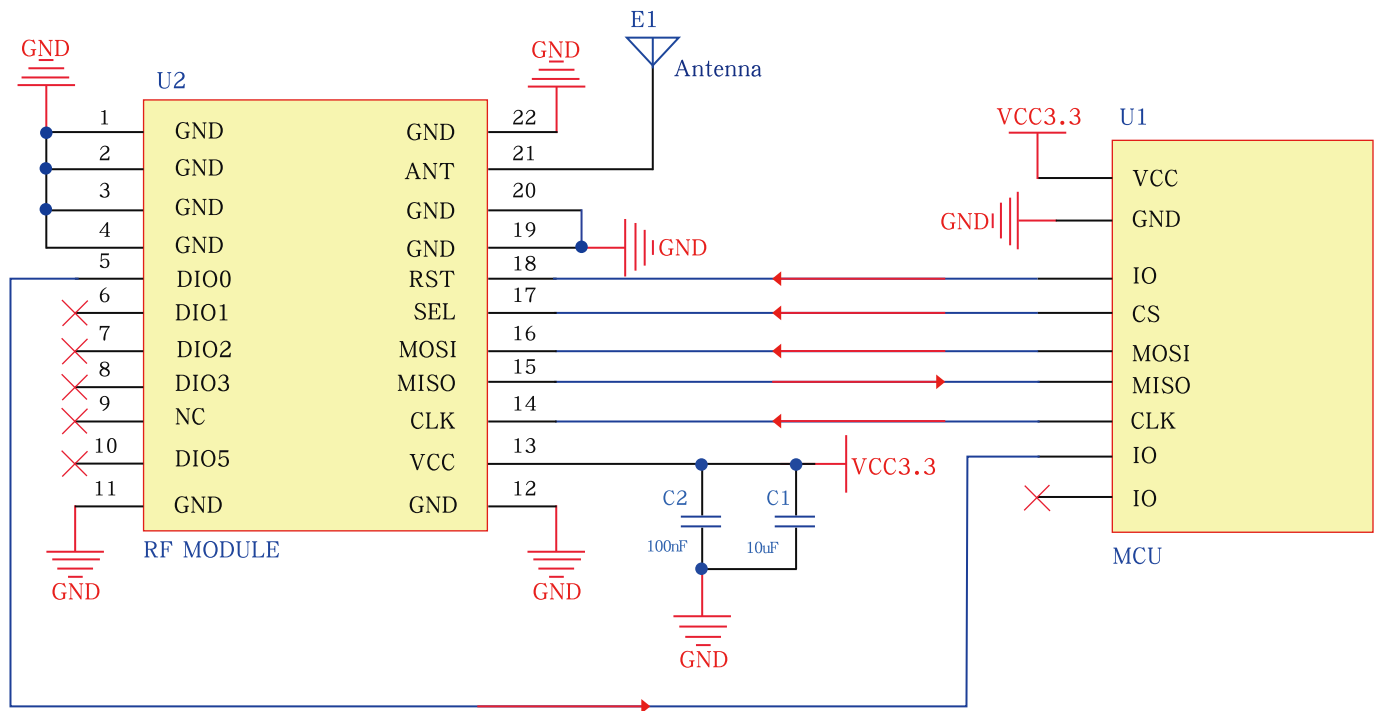 E1
GND
GND
Antenna
U2
VCC3.3
U1
1 GND GND 22
2 GND ANT 21
VCC
3 GND GND 20
GND GND
4 GND GND 19
GND
5 DIO0 RST 18
IO
6 DIO1 SEL 17
CS
7 DIO2 MOSI 16
MOSI
8 DIO3 MISO 15
MISO
9 NC CLK 14
CLK
10 DIO5 VCC 13
VCC3.3
IO
11 GND GND 12
C2 C1
IO
100nF 10uF
RF MODULE
MCU
GND GND
GND